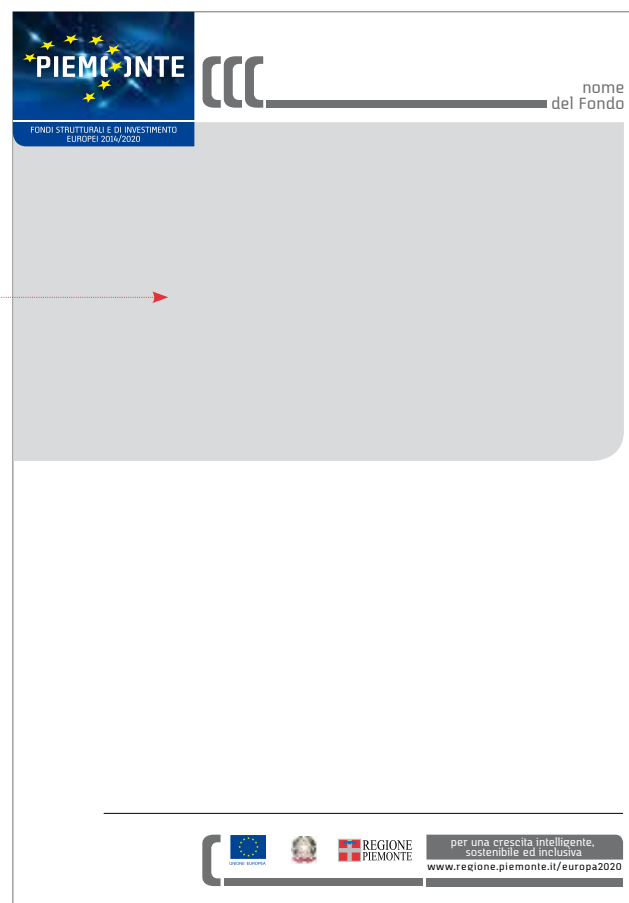 PIEMONTE
nome
del Fondo
FONDI STRUTTURALI E DI INVESTIMENTO
EUROPEI 2014/2020
UNIONE EUROPEA
REGIONE
PIEMONTE
per una crescita intelligente,
sostenibile ed inclusiva
www.regione.piemonte.it/europa2020